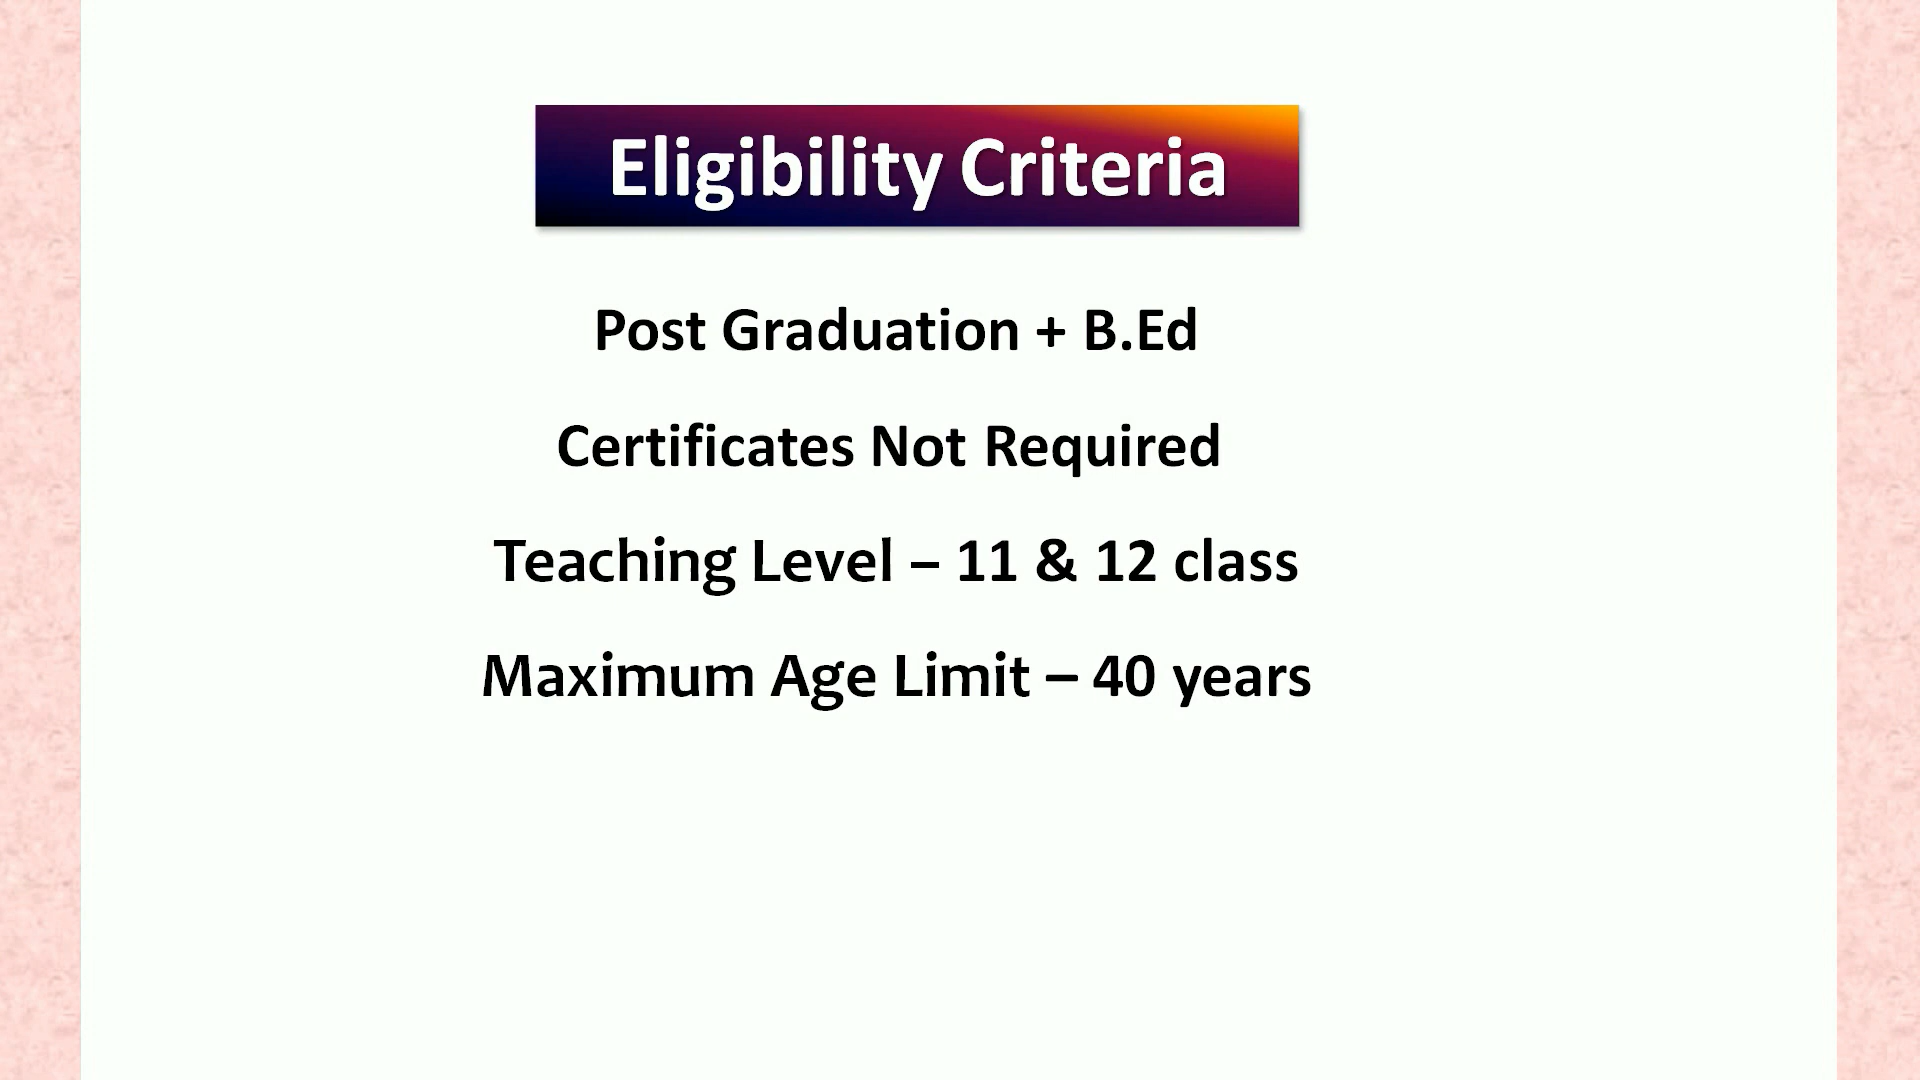 Eligibility Criteria
Post Graduation + B.Ed
Certificates Not Required
Teaching Level – 11 & 12 class
Maximum Age Limit – 40 years